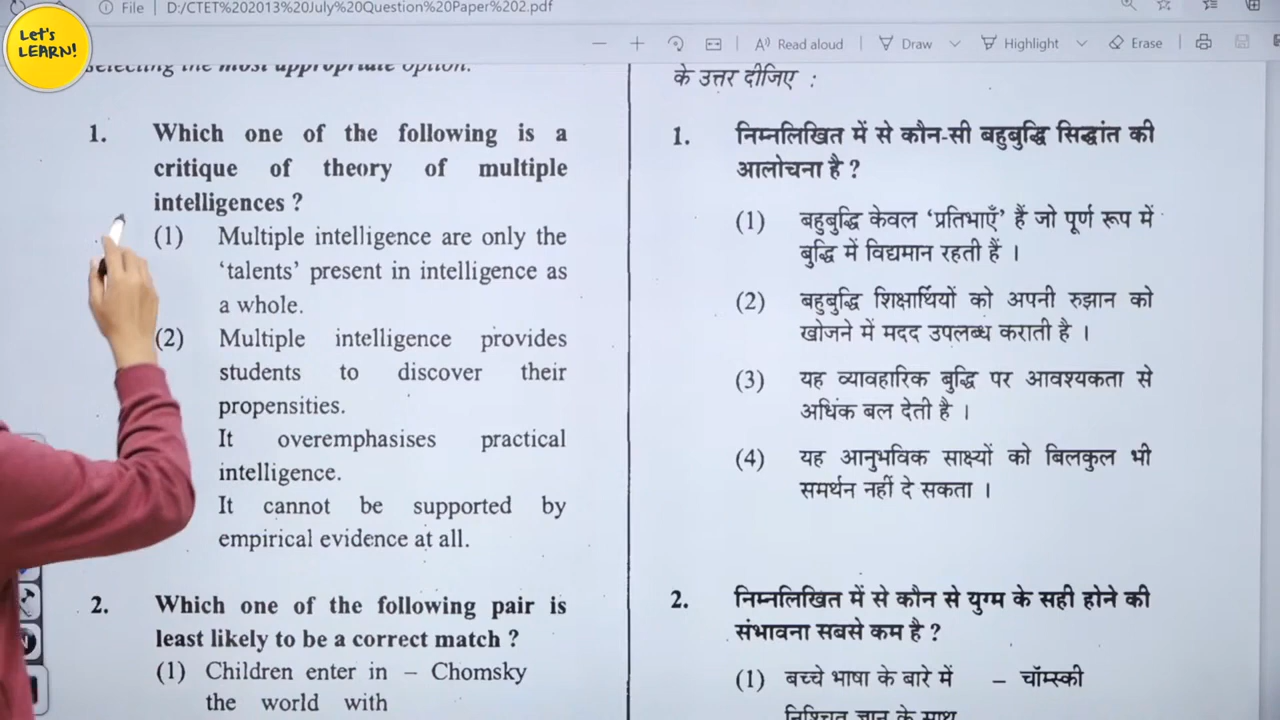 Let's
LEARN!
File | D:/CTET%202013%20July%20Question%20Paper%202.pdf
Read aloud
Draw
Highlight
Erase
selecting the most appropriate option.
1. Which one of the following is a
critique of theory of multiple
intelligences ?
(1) Multiple intelligence are only the
‘talents’ present in intelligence as
a whole.
(2) Multiple intelligence provides
students to discover their
propensities.
It overemphasises practical
intelligence.
It cannot be supported by
empirical evidence at all.
2. Which one of the following pair is
least likely to be a correct match ?
(1) Children enter in – Chomsky
the world with
के उत्तर दीजिए :
1. निम्नलिखित में से कौन-सी बहुबुद्धि सिद्धांत की
आलोचना है ?
(1) बहुबुद्धि केवल ‘प्रतिभाएँ’ हैं जो पूर्ण रूप में
बुद्धि में विद्यमान रहती हैं ।
(2) बहुबुद्धि शिक्षार्थियों को अपनी रुझान को
खोजने में मदद उपलब्ध कराती है ।
(3) यह व्यावहारिक बुद्धि पर आवश्यकता से
अधिक बल देती है ।
(4) यह आनुभविक साक्ष्यों को बिलकुल भी
समर्थन नहीं दे सकता ।
2. निम्नलिखित में से कौन से युग्म के सही होने की
संभावना सबसे कम है ?
(1) बच्चे भाषा के बारे में – चॉम्स्की
निश्चित ज्ञान के साथ